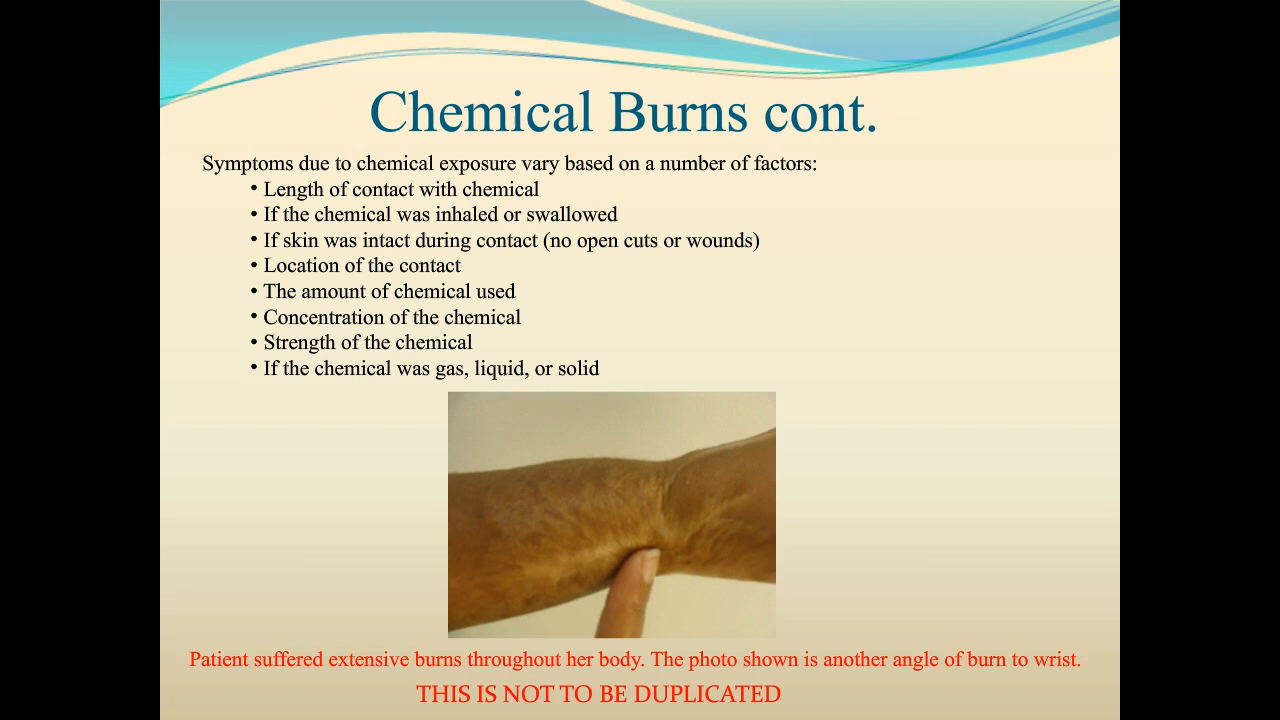 Chemical Burns cont.
Symptoms due to chemical exposure vary based on a number of factors:
• Length of contact with chemical
• If the chemical was inhaled or swallowed
• If skin was intact during contact (no open cuts or wounds)
• Location of the contact
• The amount of chemical used
• Concentration of the chemical
• Strength of the chemical
• If the chemical was gas, liquid, or solid
Patient suffered extensive burns throughout her body. The photo shown is another angle of burn to wrist.
THIS IS NOT TO BE DUPLICATED